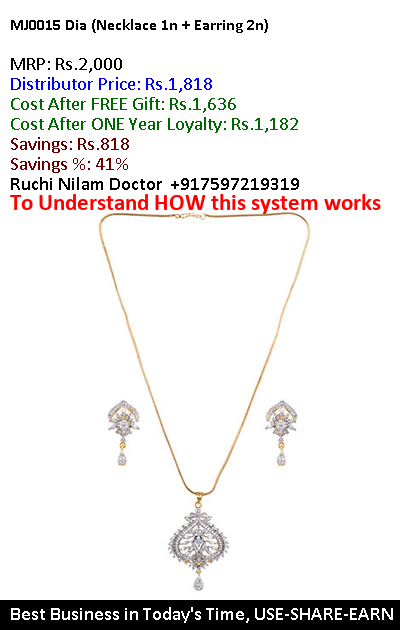 MJ0015 Dia (Necklace 1n + Earring 2n)
MRP: Rs.2,000
Distributor Price: Rs.1,818
Cost After FREE Gift: Rs.1,636
Cost After ONE Year Loyalty: Rs.1,182
Savings: Rs.818
Savings %: 41%
Ruchi Nilam Doctor +917597219319
To Understand HOW this system works
Best Business in Today's Time, USE-SHARE-EARN